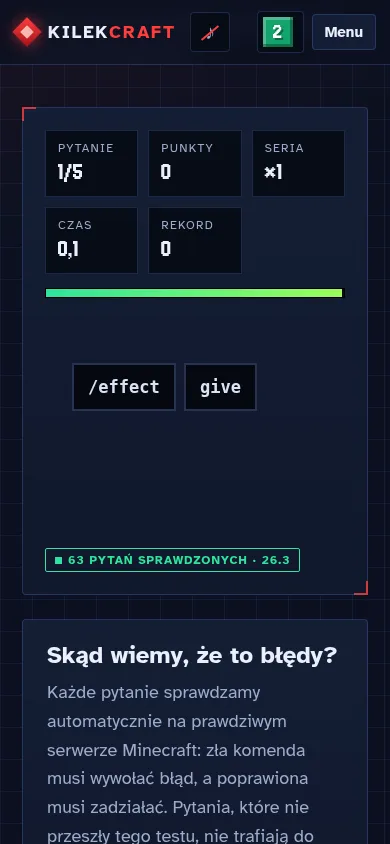 KILEKCRAFT 2 Menu
PYTANIE PUNKTY SERIA
1/5 0 ×1
CZAS REKORD
0,1 0
/effect give
63 PYTAŃ SPRAWDZONYCH · 26.3
Skąd wiemy, że to błędy?
Każde pytanie sprawdzamy
automatycznie na prawdziwym
serwerze Minecraft: zła komenda
musi wywołać błąd, a poprawiona
musi zadziałać. Pytania, które nie
przeszły tego testu, nie trafiają do